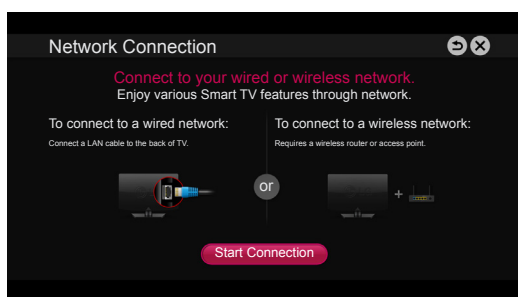 Network Connection
Connect to your wired or wireless network.
Enjoy various Smart TV features through network.
To connect to a wired network:
Connect a LAN cable to the back of TV.
To connect to a wireless network:
Requires a wireless router or access point.
or
+
Start Connection